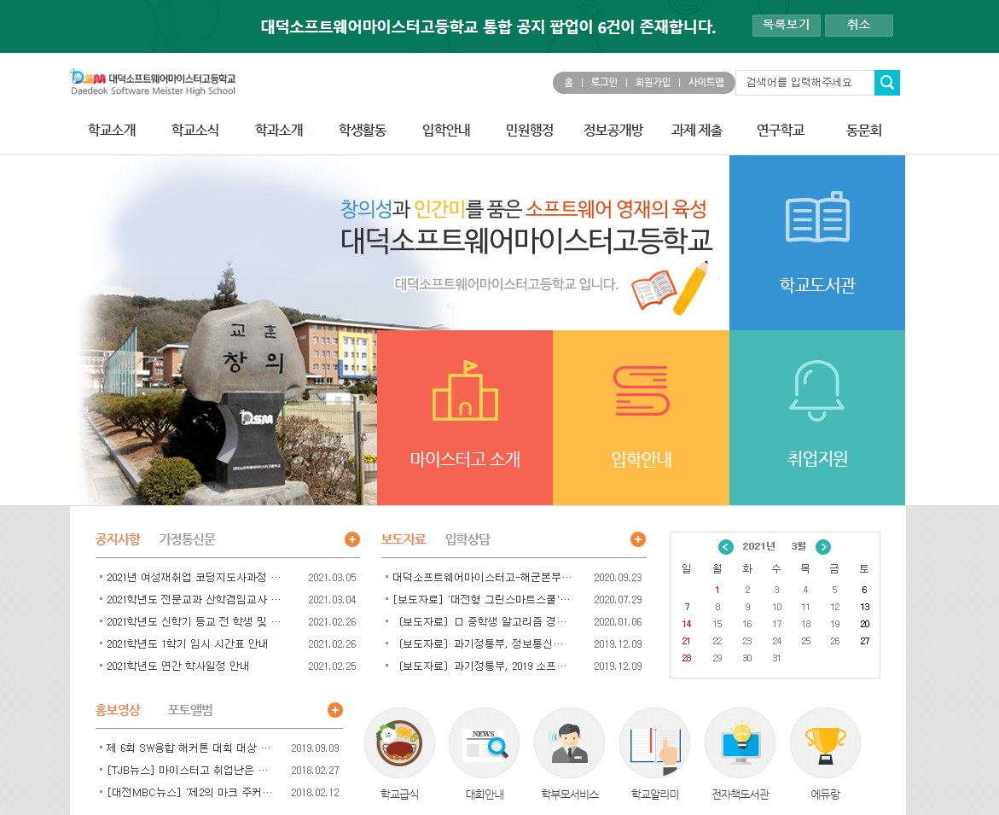 대덕소프트웨어마이스터고등학교 통합 공지 팝업이 6건이 존재합니다.
목록보기 취소
DSM 대덕소프트웨어마이스터고등학교
Daedeok Software Meister High School
홈 | 로그인 | 회원가입 | 사이트맵
검색어를 입력해주세요
학교소개 학교소식 학과소개 학생활동 입학안내 민원행정 정보공개방 과제 제출 연구학교 동문회
창의성과 인간미를 품은 소프트웨어 영재의 육성
대덕소프트웨어마이스터고등학교
대덕소프트웨어마이스터고등학교 입니다.
학교도서관
교훈
창의
DSM
대덕소프트웨어마이스터고등학교
마이스터고 소개
입학안내
취업지원
공지사항 가정통신문
2021년 여성재취업 코딩지도사과정 … 2021.03.05
2021학년도 전문교과 산학겸임교사 … 2021.03.04
2021학년도 신학기 등교 전 학생 및 … 2021.02.26
2021학년도 1학기 임시 시간표 안내 2021.02.26
2021학년도 연간 학사일정 안내 2021.02.25
보도자료 입학상담
대덕소프트웨어마이스터고-해군본부… 2020.09.23
[보도자료] '대전형 그린스마트스쿨'… 2020.07.29
(보도자료) □ 중학생 알고리즘 경… 2020.01.06
(보도자료) 과기정통부, 정보통신… 2019.12.09
(보도자료) 과기정통부, 2019 소프… 2019.12.09
2021년 3월
일 월 화 수 목 금 토
1 2 3 4 5 6
7 8 9 10 11 12 13
14 15 16 17 18 19 20
21 22 23 24 25 26 27
28 29 30 31
홍보영상 포토앨범
제 6회 SW융합 해커톤 대회 대상 … 2019.09.09
[TJB뉴스] 마이스터고 취업난은 … 2018.02.27
[대전MBC뉴스] '제2의 마크 주커… 2018.02.12
NEWS
학교급식 대회안내 학부모서비스 학교알리미 전자책도서관 에듀랑